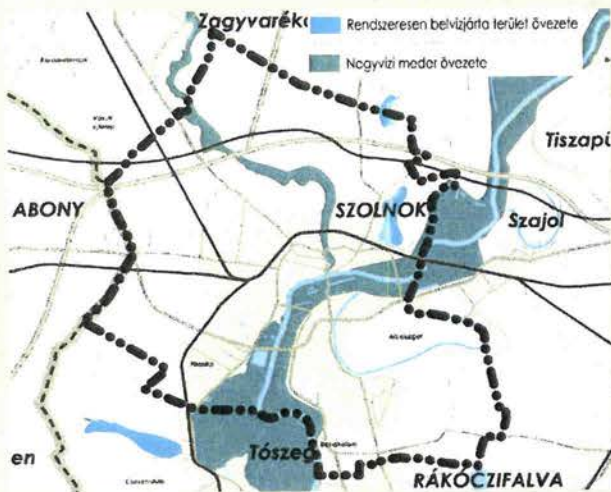 Zagyvarék
Rendszeresen belvízjárta terület övezete
Nagyvízi meder övezete
Tiszapü
ABONY
SZOLNOK
Szajol
en
Tószeg
RÁKÓCZIFALVA